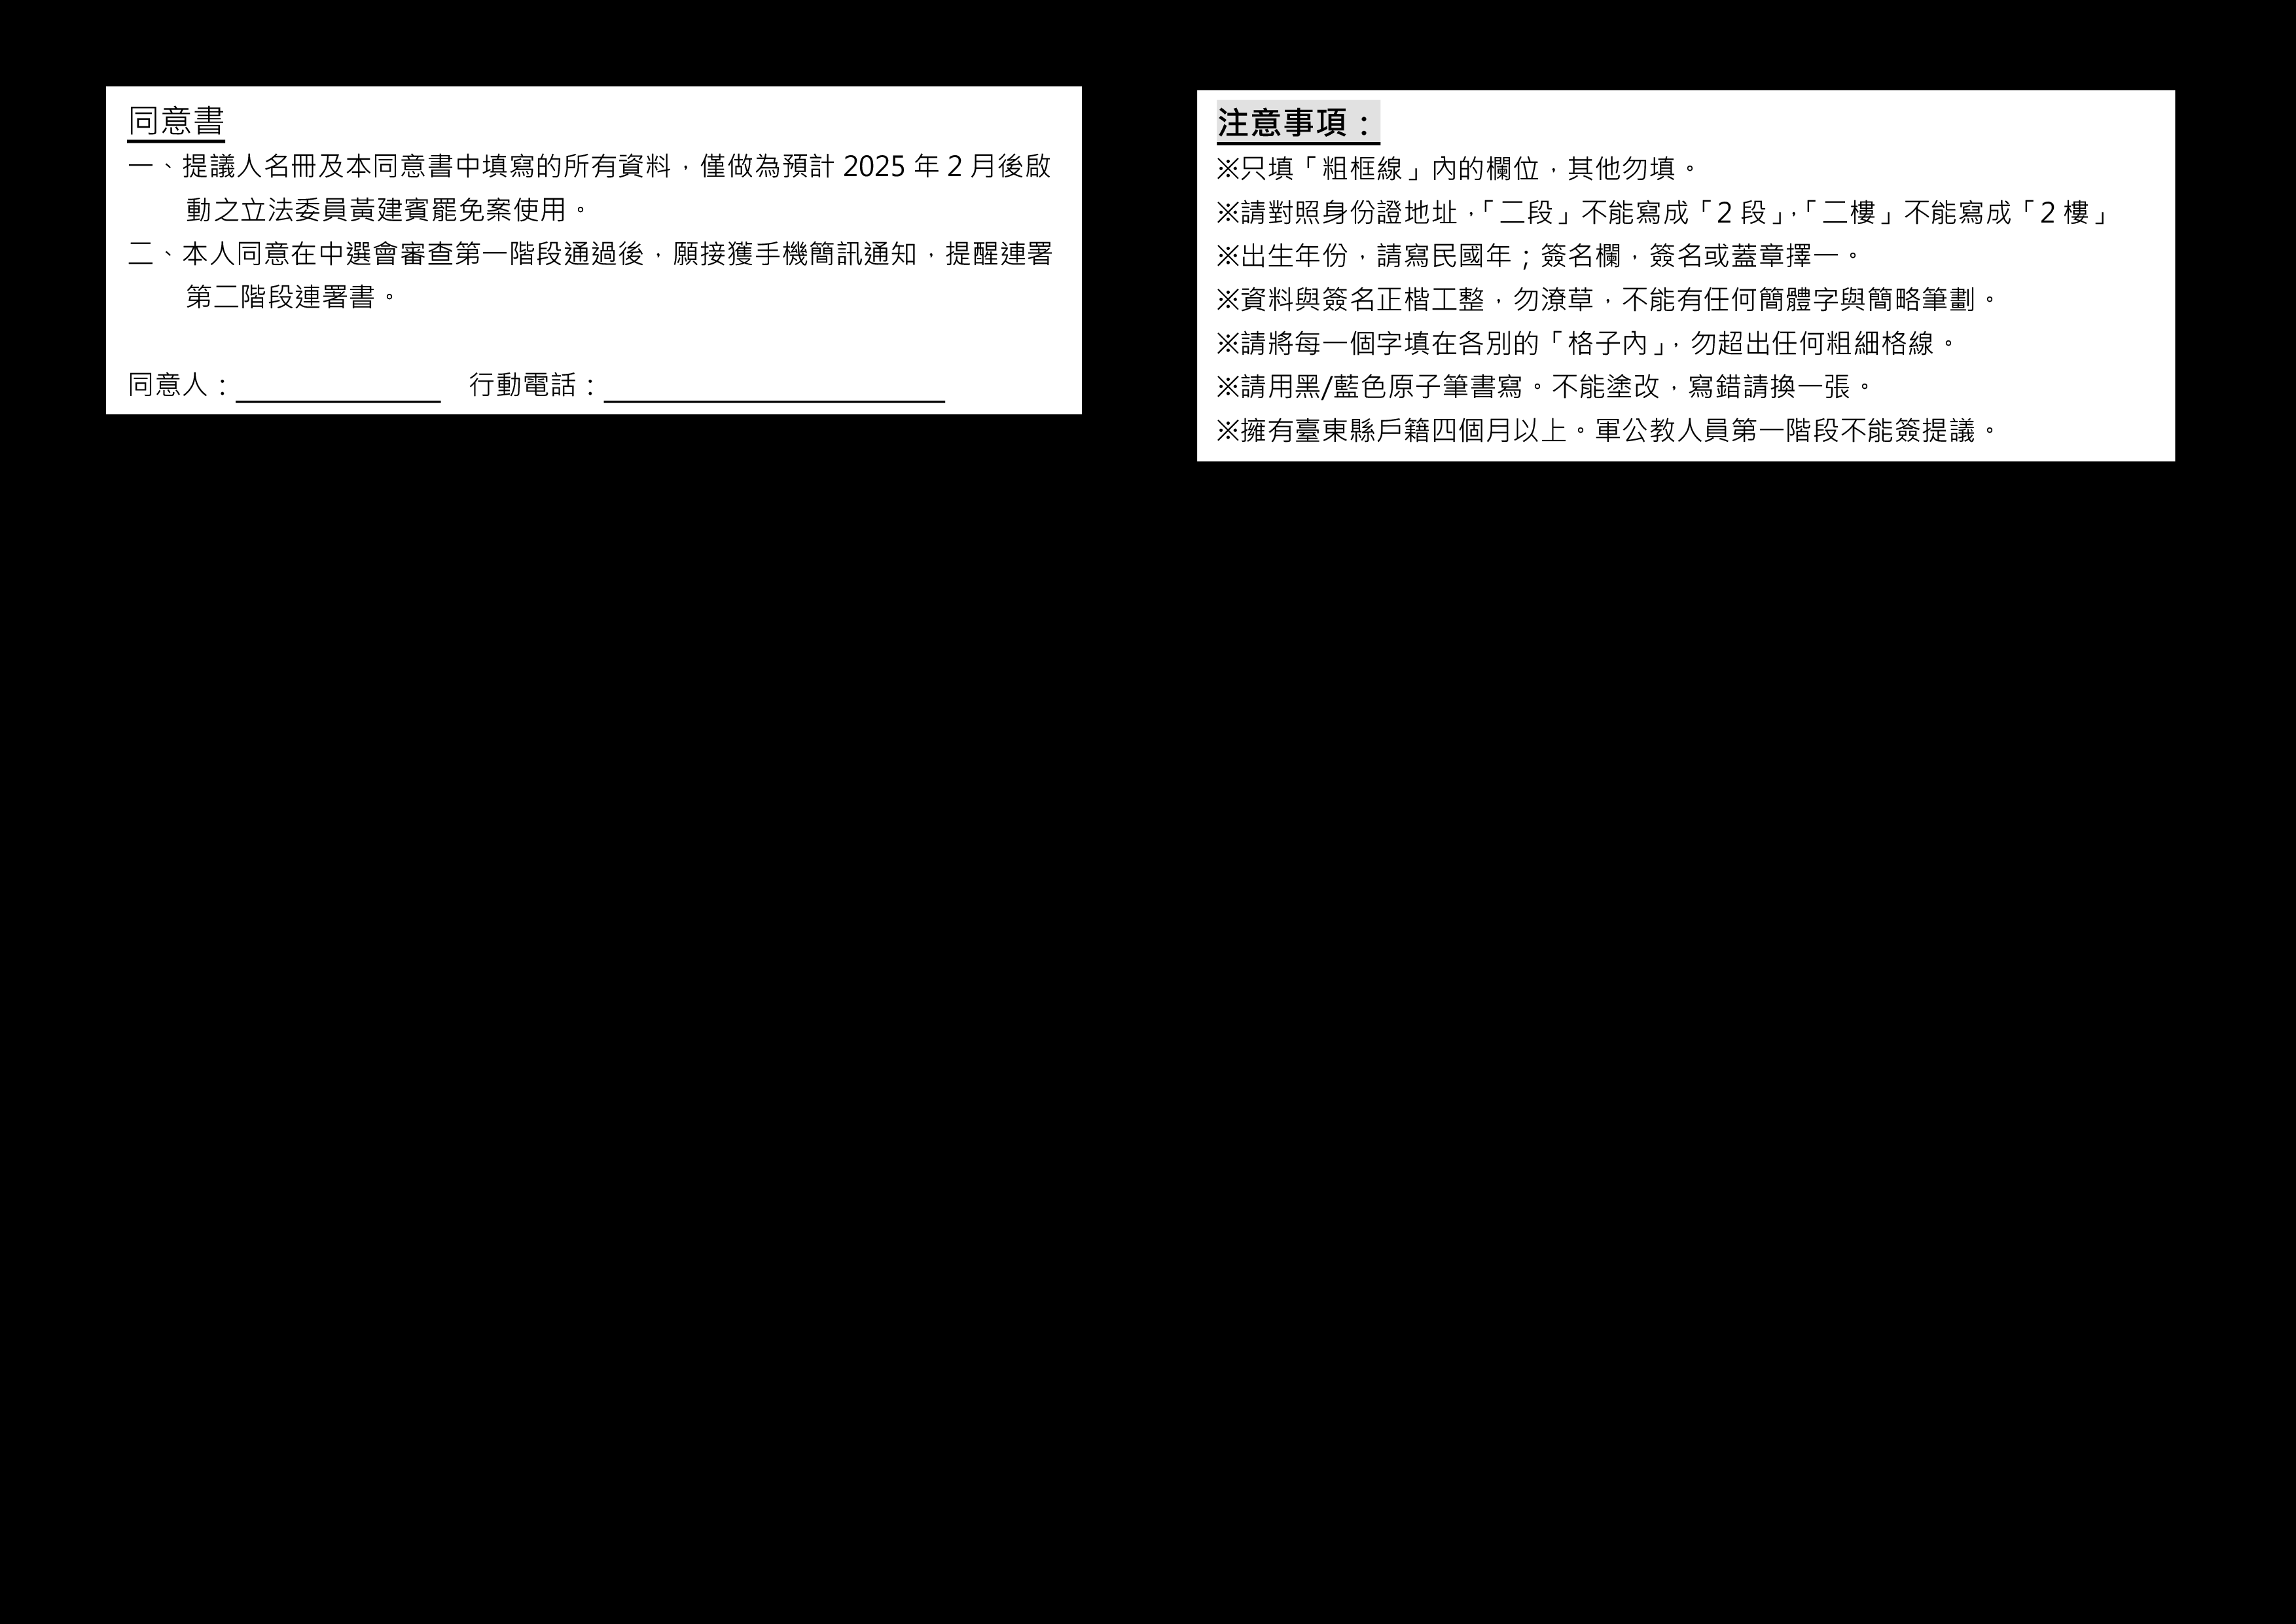 同意書
一、提議人名冊及本同意書中填寫的所有資料，僅做為預計 2025 年 2 月後啟
動之立法委員黃建賓罷免案使用。
二、本人同意在中選會審查第一階段通過後，願接獲手機簡訊通知，提醒連署
第二階段連署書。
同意人：＿＿＿＿＿＿ 行動電話：＿＿＿＿＿＿＿＿＿＿
注意事項：
※只填「粗框線」內的欄位，其他勿填。
※請對照身份證地址，「二段」不能寫成「2 段」，「二樓」不能寫成「2 樓」
※出生年份，請寫民國年；簽名欄，簽名或蓋章擇一。
※資料與簽名正楷工整，勿潦草，不能有任何簡體字與簡略筆劃。
※請將每一個字填在各別的「格子內」，勿超出任何粗細格線。
※請用黑/藍色原子筆書寫。不能塗改，寫錯請換一張。
※擁有臺東縣戶籍四個月以上。軍公教人員第一階段不能簽提議。